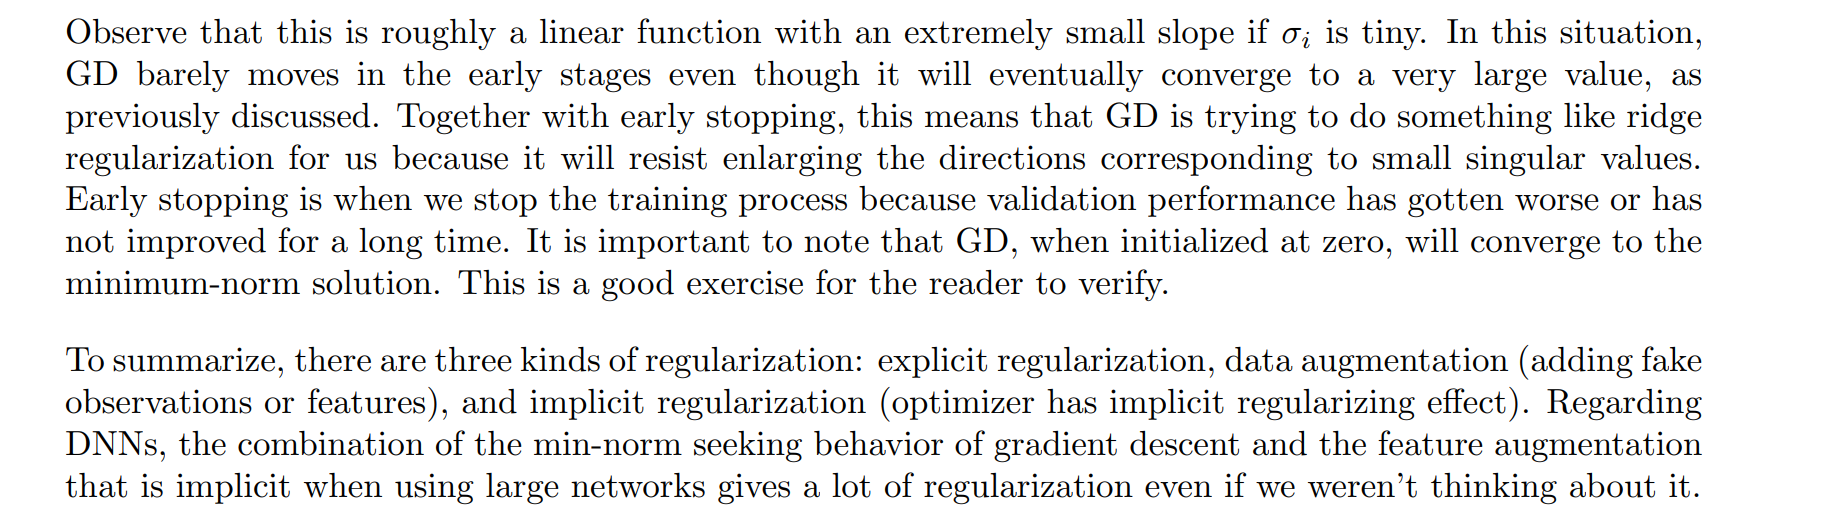 Observe that this is roughly a linear function with an extremely small slope if σᵢ is tiny. In this situation,
GD barely moves in the early stages even though it will eventually converge to a very large value, as
previously discussed. Together with early stopping, this means that GD is trying to do something like ridge
regularization for us because it will resist enlarging the directions corresponding to small singular values.
Early stopping is when we stop the training process because validation performance has gotten worse or has
not improved for a long time. It is important to note that GD, when initialized at zero, will converge to the
minimum-norm solution. This is a good exercise for the reader to verify.
To summarize, there are three kinds of regularization: explicit regularization, data augmentation (adding fake
observations or features), and implicit regularization (optimizer has implicit regularizing effect). Regarding
DNNs, the combination of the min-norm seeking behavior of gradient descent and the feature augmentation
that is implicit when using large networks gives a lot of regularization even if we weren't thinking about it.